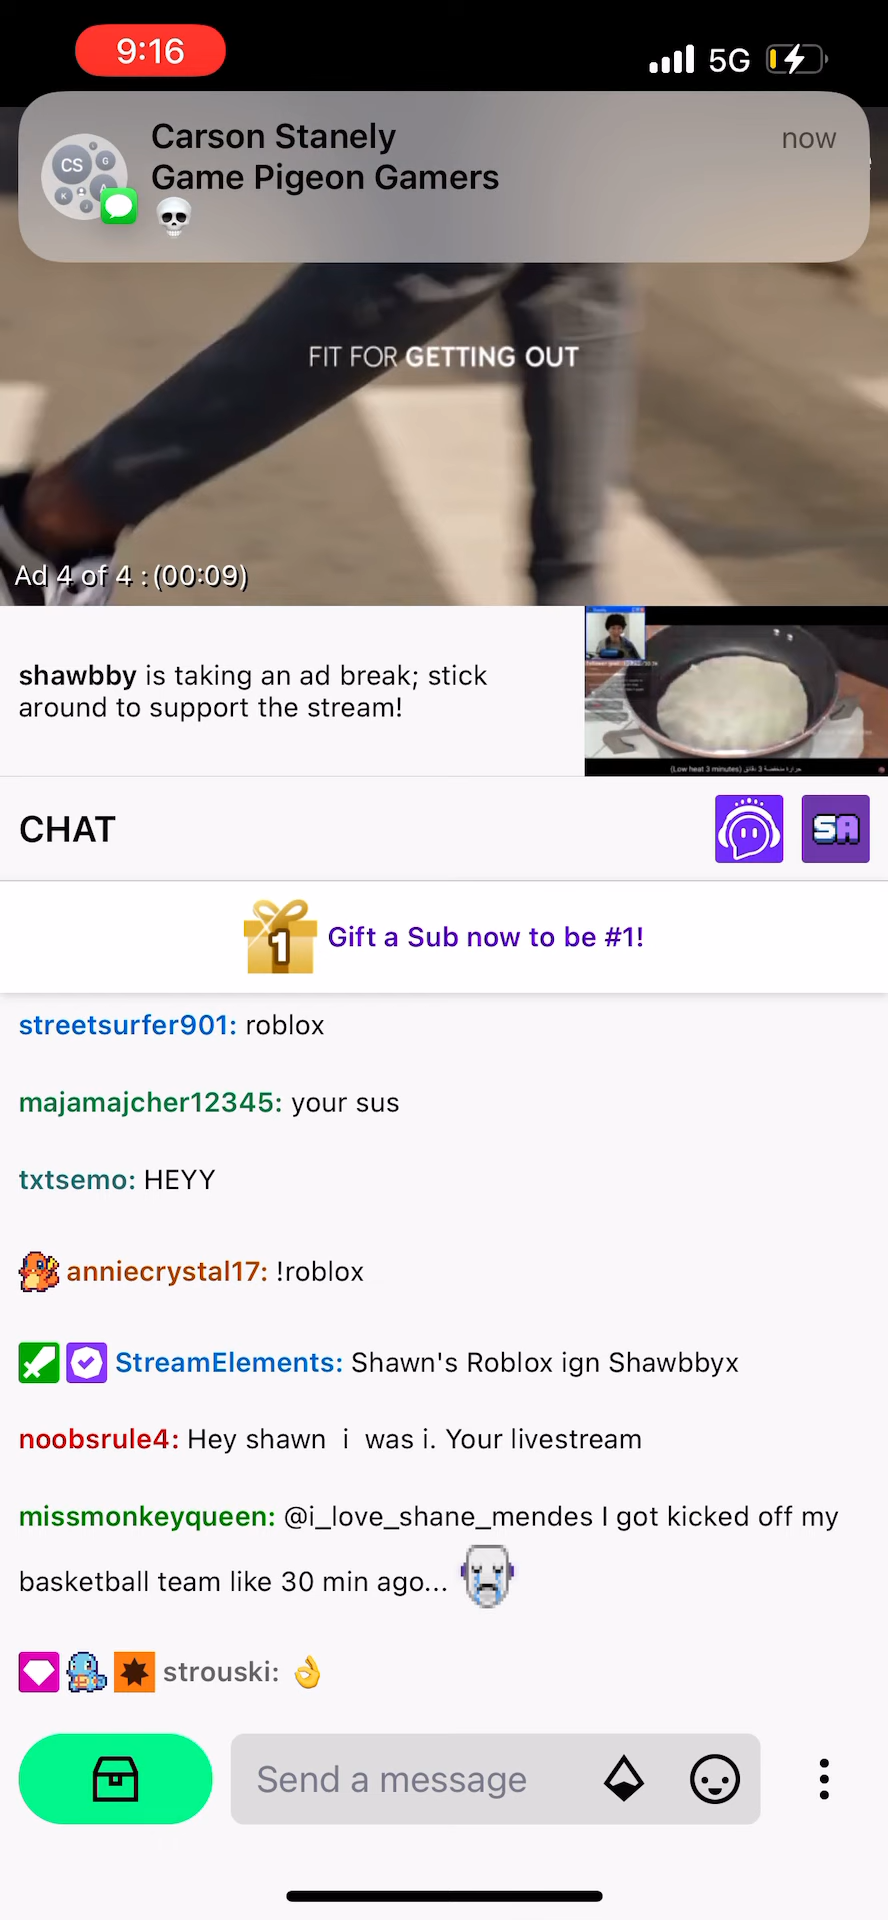 9:16
5G
Carson Stanely
now
Game Pigeon Gamers
💀
CS
G
K
FIT FOR GETTING OUT
Ad 4 of 4 : (00:09)
shawbby is taking an ad break; stick
around to support the stream!
(Low heat 3 minutes)
CHAT
SA
1
Gift a Sub now to be #1!
streetsurfer901: roblox
majamajcher12345: your sus
txtsemo: HEYY
anniecrystal17: !roblox
StreamElements: Shawn's Roblox ign Shawbbyx
noobsrule4: Hey shawn  i  was i. Your livestream
missmonkeyqueen: @i_love_shane_mendes I got kicked off my
basketball team like 30 min ago...
strouski: 👌
Send a message